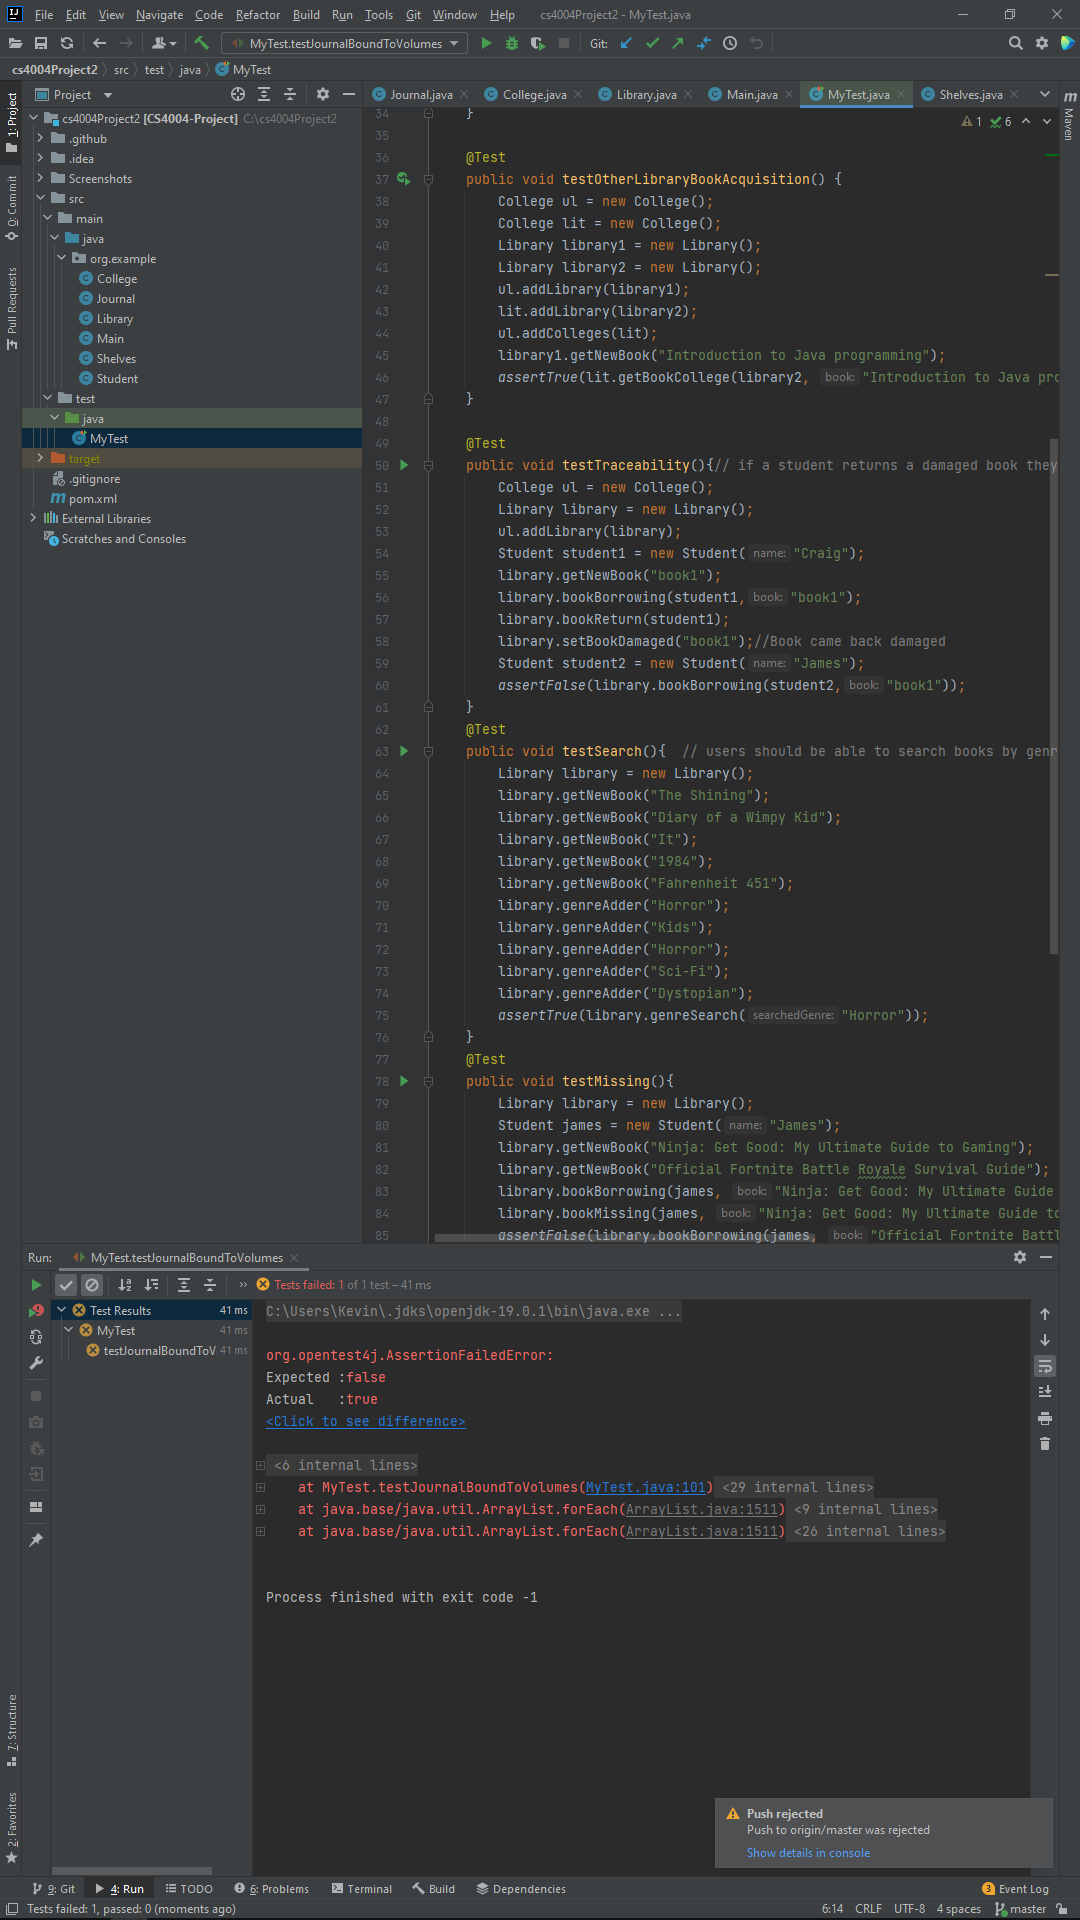 File Edit View Navigate Code Refactor Build Run Tools Git Window Help cs4004Project2 - MyTest.java
MyTest.testJournalBoundToVolumes Git:
cs4004Project2 src test java MyTest
Project
Journal.java College.java Library.java Main.java MyTest.java Shelves.java
1: Project
0: Commit
Pull Requests
7: Structure
2: Favorites
Maven
cs4004Project2 [CS4004-Project] C:\cs4004Project2
.github
.idea
Screenshots
src
main
java
org.example
College
Journal
Library
Main
Shelves
Student
test
java
MyTest
target
.gitignore
pom.xml
External Libraries
Scratches and Consoles
1 6
34 }
35
36 @Test
37 public void testOtherLibraryBookAcquisition() {
38 College ul = new College();
39 College lit = new College();
40 Library library1 = new Library();
41 Library library2 = new Library();
42 ul.addLibrary(library1);
43 lit.addLibrary(library2);
44 ul.addColleges(lit);
45 library1.getNewBook("Introduction to Java programming");
46 assertTrue(lit.getBookCollege(library2, book: "Introduction to Java pro
47 }
48
49 @Test
50 public void testTraceability(){// if a student returns a damaged book they
51 College ul = new College();
52 Library library = new Library();
53 ul.addLibrary(library);
54 Student student1 = new Student( name: "Craig");
55 library.getNewBook("book1");
56 library.bookBorrowing(student1, book: "book1");
57 library.bookReturn(student1);
58 library.setBookDamaged("book1");//Book came back damaged
59 Student student2 = new Student( name: "James");
60 assertFalse(library.bookBorrowing(student2, book: "book1"));
61 }
62 @Test
63 public void testSearch(){ // users should be able to search books by genr
64 Library library = new Library();
65 library.getNewBook("The Shining");
66 library.getNewBook("Diary of a Wimpy Kid");
67 library.getNewBook("It");
68 library.getNewBook("1984");
69 library.getNewBook("Fahrenheit 451");
70 library.genreAdder("Horror");
71 library.genreAdder("Kids");
72 library.genreAdder("Horror");
73 library.genreAdder("Sci-Fi");
74 library.genreAdder("Dystopian");
75 assertTrue(library.genreSearch( searchedGenre: "Horror"));
76 }
77 @Test
78 public void testMissing(){
79 Library library = new Library();
80 Student james = new Student( name: "James");
81 library.getNewBook("Ninja: Get Good: My Ultimate Guide to Gaming");
82 library.getNewBook("Official Fortnite Battle Royale Survival Guide");
83 library.bookBorrowing(james, book: "Ninja: Get Good: My Ultimate Guide
84 library.bookMissing(james, book: "Ninja: Get Good: My Ultimate Guide to
85 assertFalse(library.bookBorrowing(james, book: "Official Fortnite Battl
Run: MyTest.testJournalBoundToVolumes
Tests failed: 1 of 1 test – 41 ms
Test Results 41 ms
MyTest 41 ms
testJournalBoundToV 41 ms
C:\Users\Kevin\.jdks\openjdk-19.0.1\bin\java.exe ...
org.opentest4j.AssertionFailedError:
Expected :false
Actual :true
<Click to see difference>
<6 internal lines>
at MyTest.testJournalBoundToVolumes(MyTest.java:101) <29 internal lines>
at java.base/java.util.ArrayList.forEach(ArrayList.java:1511) <9 internal lines>
at java.base/java.util.ArrayList.forEach(ArrayList.java:1511) <26 internal lines>
Process finished with exit code -1
Push rejected
Push to origin/master was rejected
Show details in console
9: Git 4: Run TODO 6: Problems Terminal Build Dependencies 3 Event Log
Tests failed: 1, passed: 0 (moments ago) 6:14 CRLF UTF-8 4 spaces master